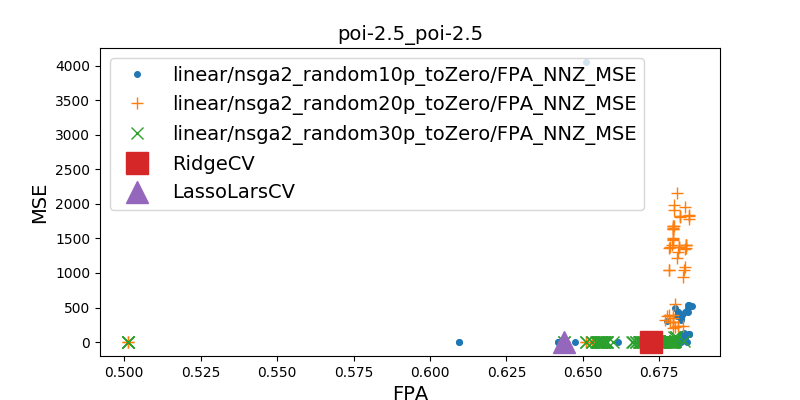 poi-2.5_poi-2.5
4000
3500
3000
2500
2000
1500
1000
500
0
MSE
linear/nsga2_random10p_toZero/FPA_NNZ_MSE
linear/nsga2_random20p_toZero/FPA_NNZ_MSE
linear/nsga2_random30p_toZero/FPA_NNZ_MSE
RidgeCV
LassoLarsCV
0.500 0.525 0.550 0.575 0.600 0.625 0.650 0.675
FPA